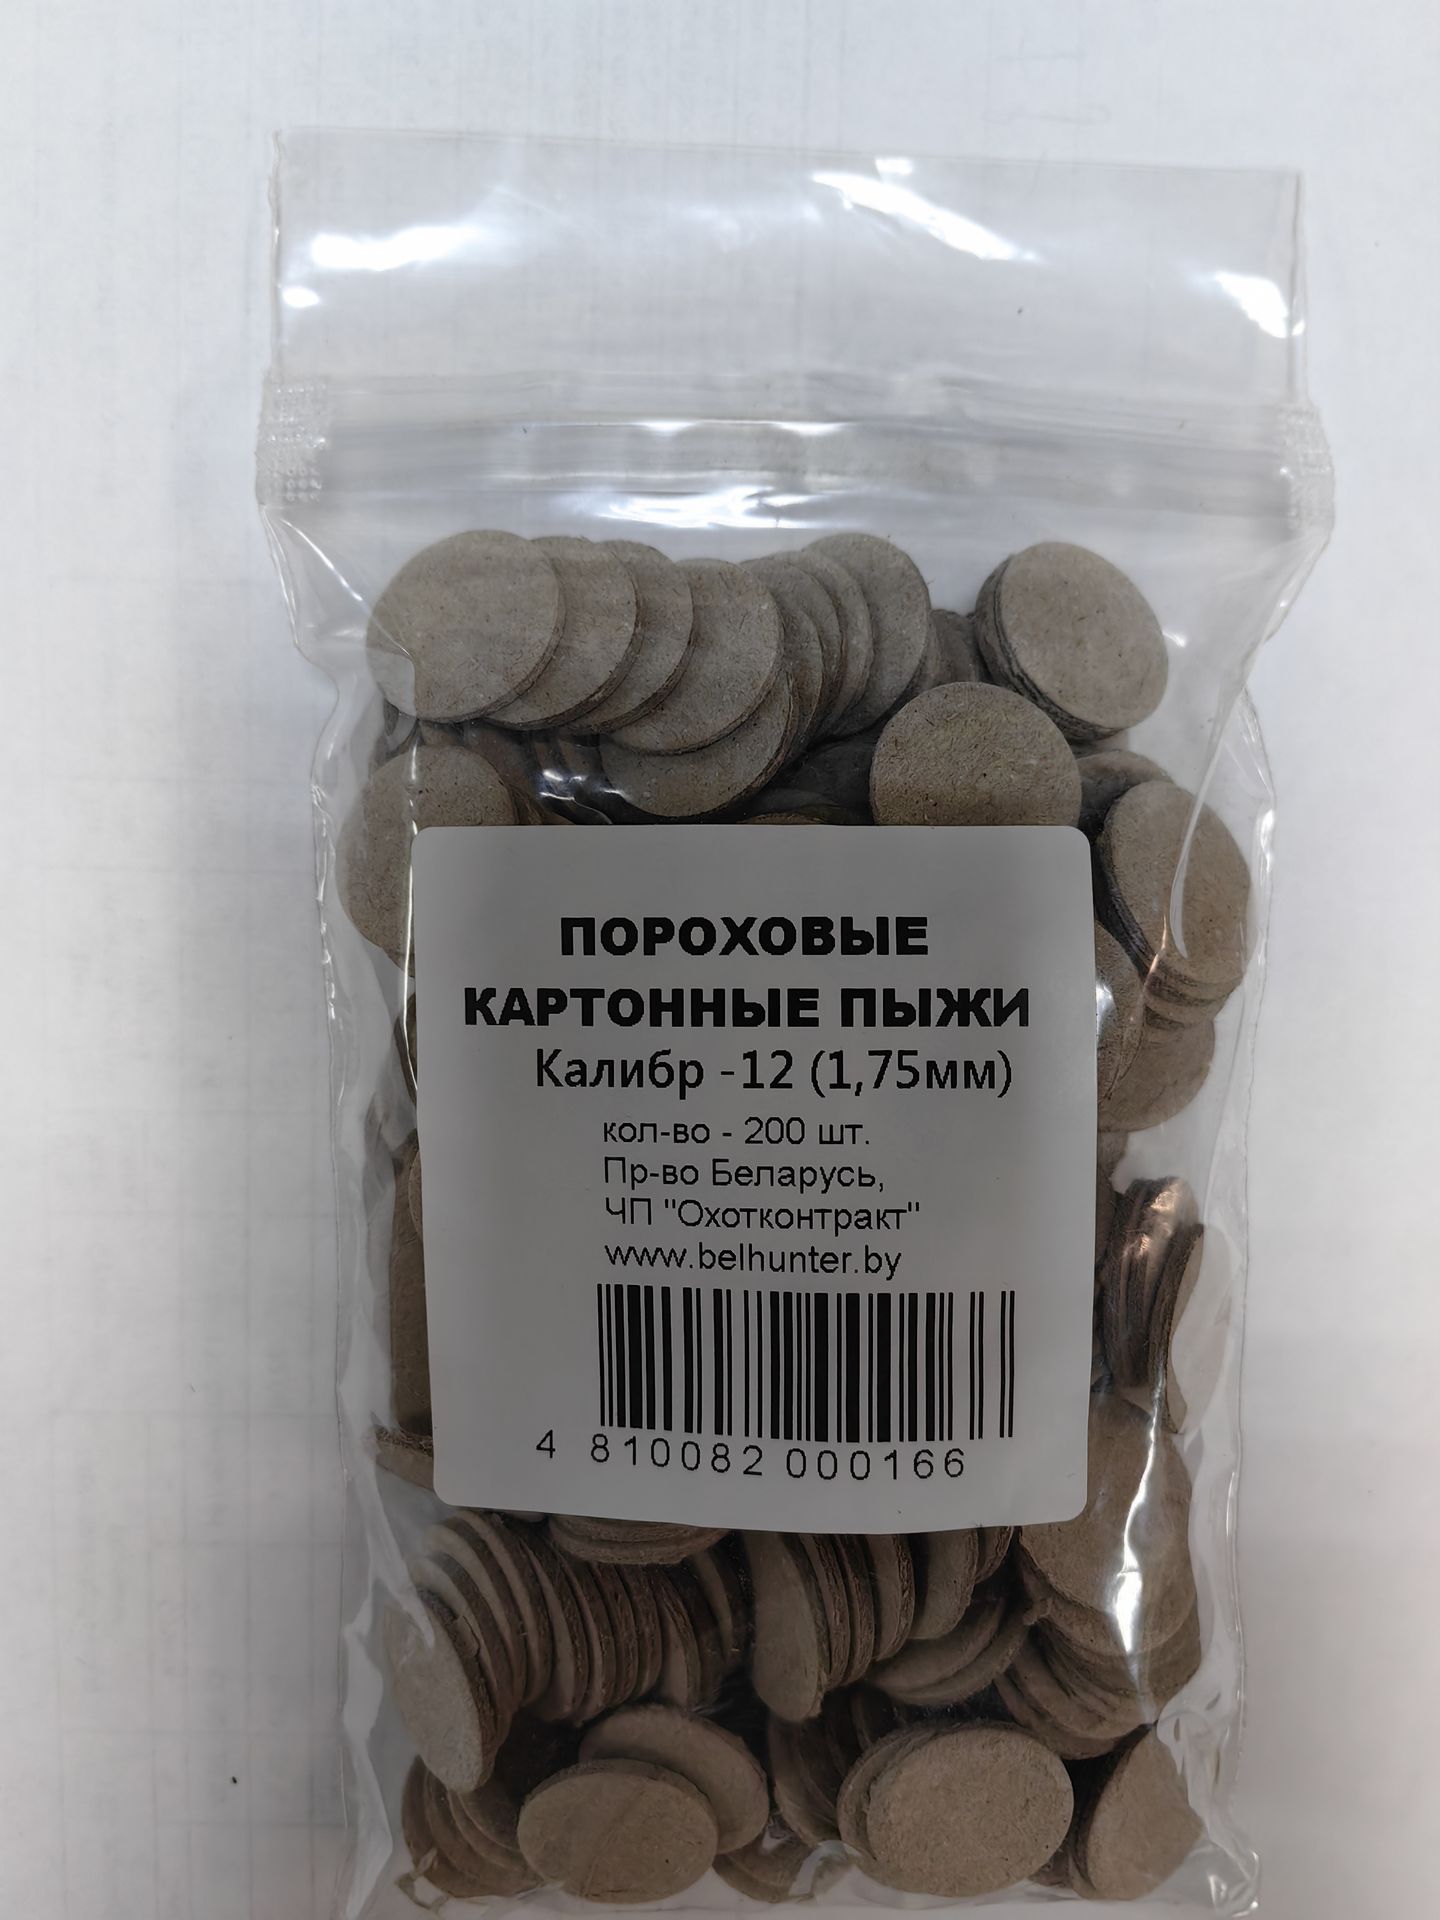 ПОРОХОВЫЕ
КАРТОННЫЕ ПЫЖИ
Калибр -12 (1,75мм)
кол-во - 200 шт.
Пр-во Беларусь,
ЧП "Охотконтракт"
www.belhunter.by
4 810082 000166